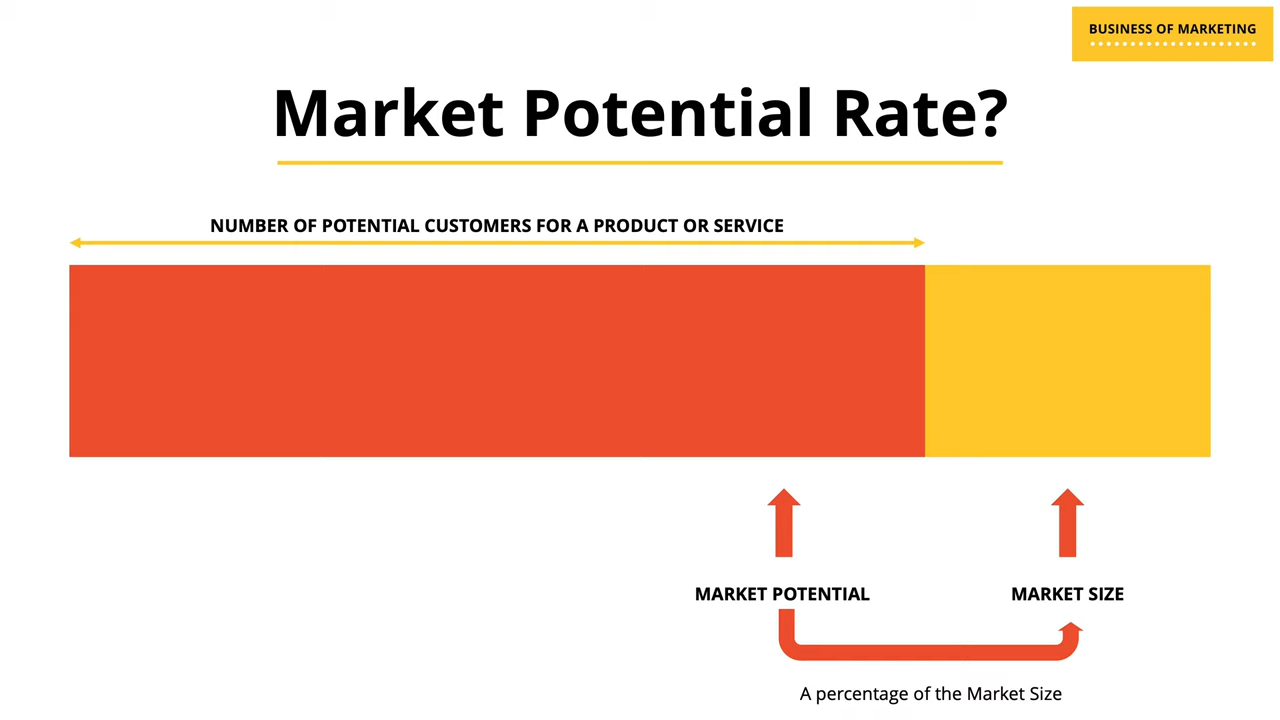 BUSINESS OF MARKETING
Market Potential Rate?
NUMBER OF POTENTIAL CUSTOMERS FOR A PRODUCT OR SERVICE
MARKET POTENTIAL
MARKET SIZE
A percentage of the Market Size